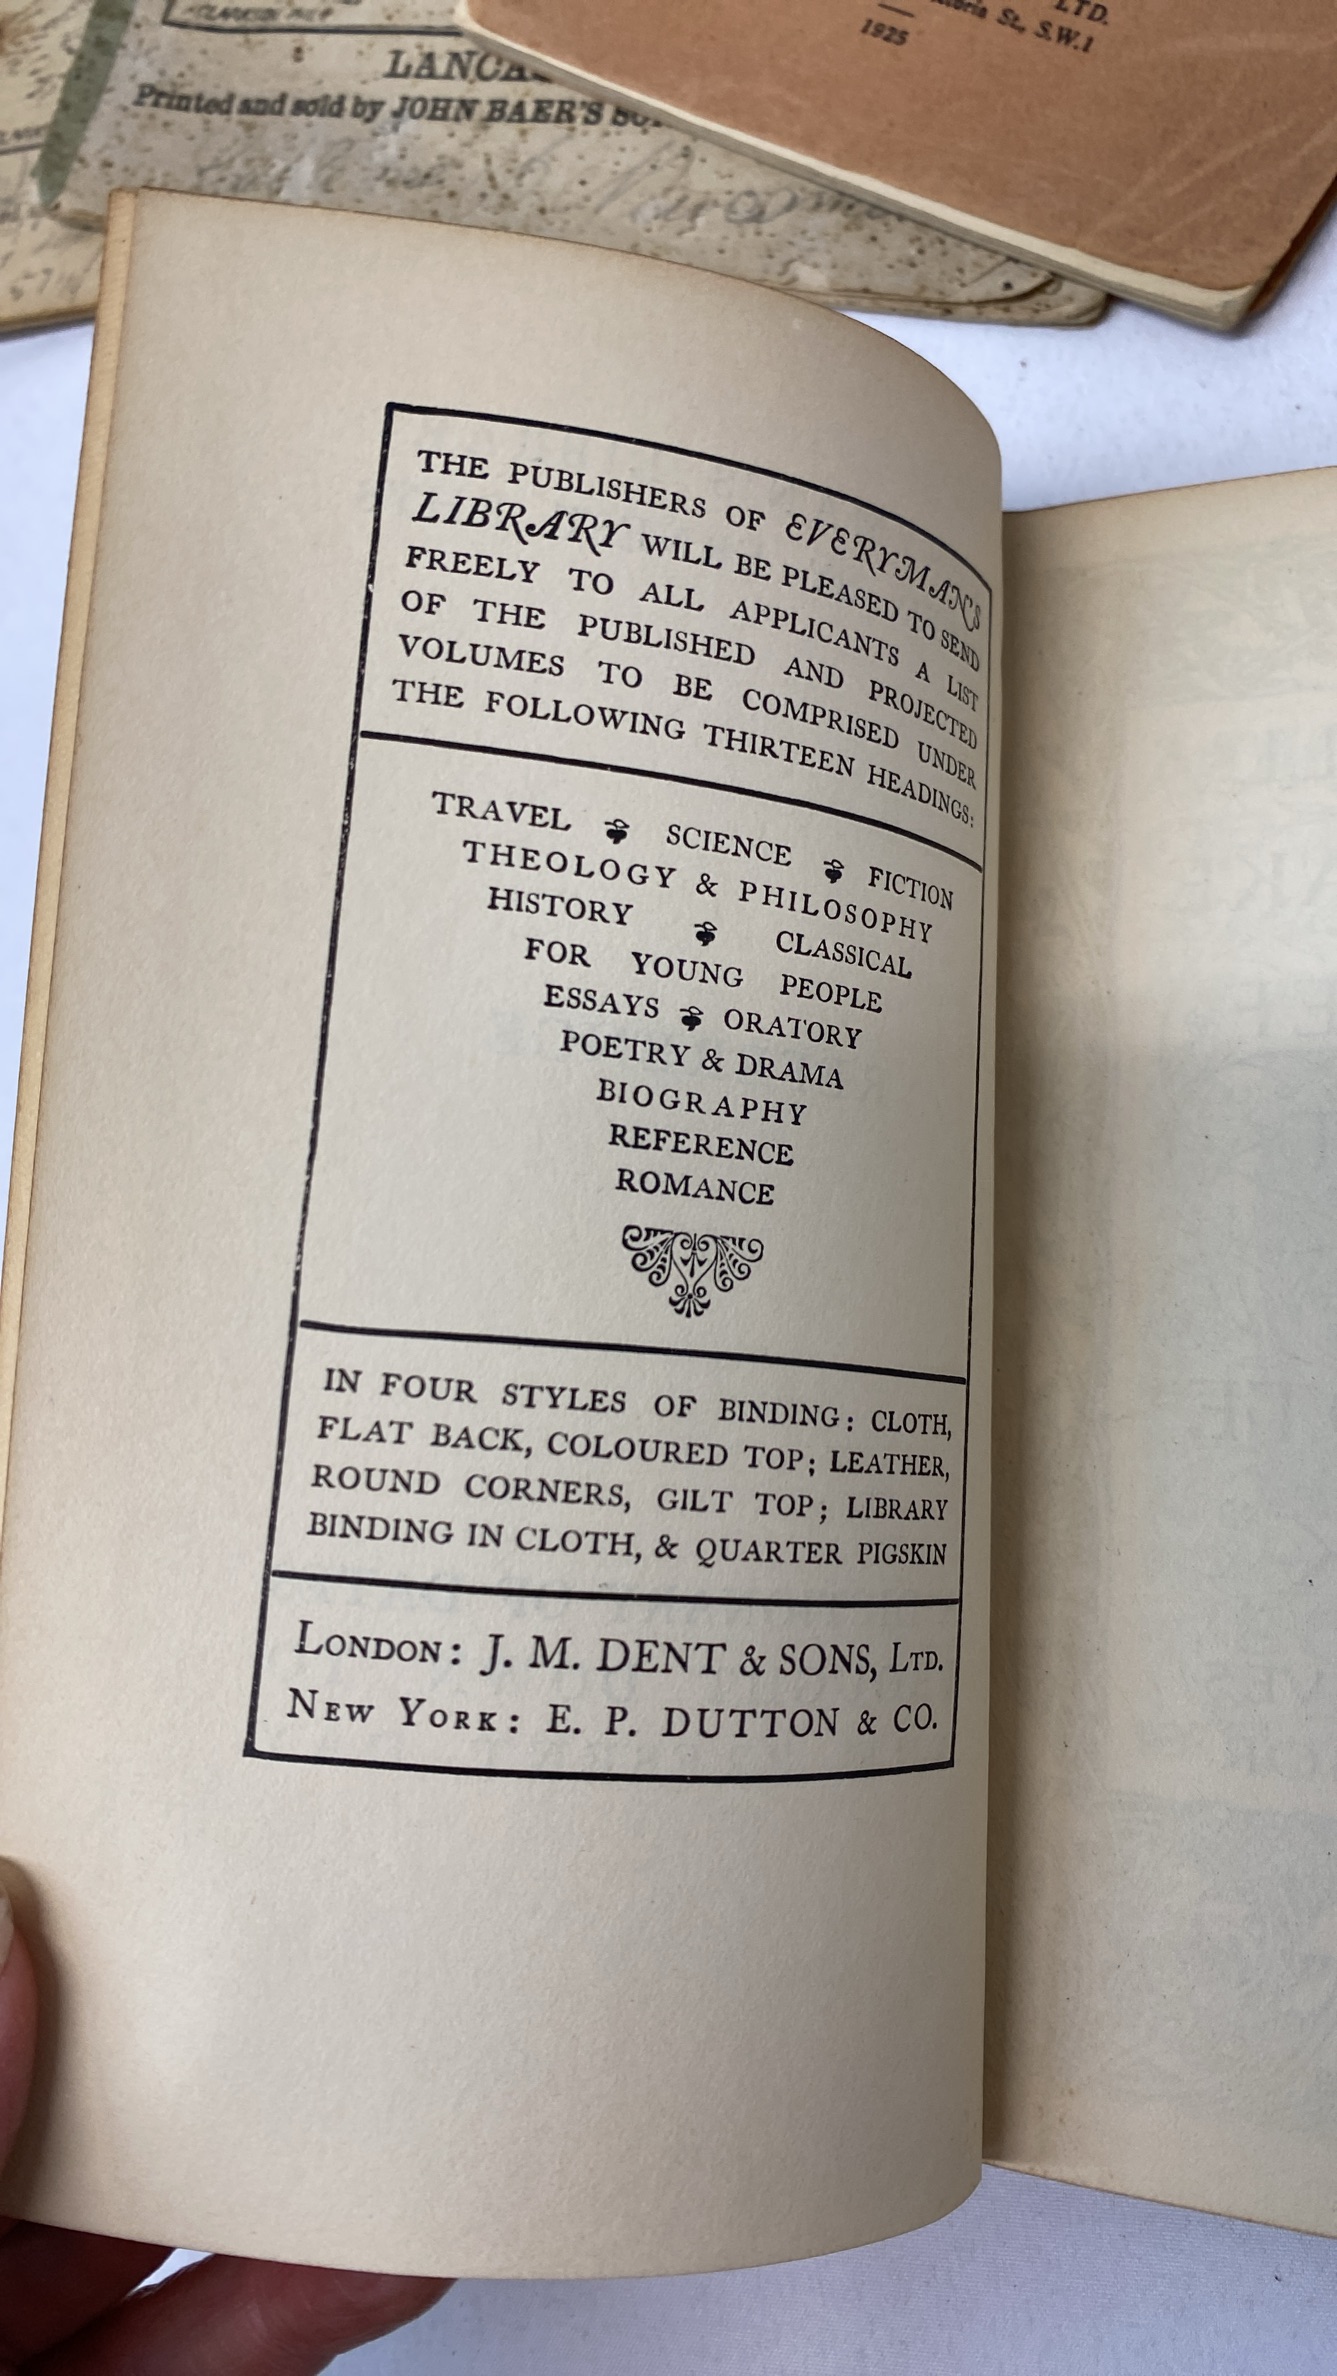 LTD.
St., S.W.1
1925
Printed and sold by JOHN BAER'S
THE PUBLISHERS OF EVERYMAN'S
LIBRARY WILL BE PLEASED TO SEND
FREELY TO ALL APPLICANTS A LIST
OF THE PUBLISHED AND PROJECTED
VOLUMES TO BE COMPRISED UNDER
THE FOLLOWING THIRTEEN HEADINGS:
TRAVEL SCIENCE FICTION
THEOLOGY & PHILOSOPHY
HISTORY CLASSICAL
FOR YOUNG PEOPLE
ESSAYS ORATORY
POETRY & DRAMA
BIOGRAPHY
REFERENCE
ROMANCE
IN FOUR STYLES OF BINDING: CLOTH,
FLAT BACK, COLOURED TOP; LEATHER,
ROUND CORNERS, GILT TOP; LIBRARY
BINDING IN CLOTH, & QUARTER PIGSKIN
LONDON: J. M. DENT & SONS, LTD.
NEW YORK: E. P. DUTTON & CO.